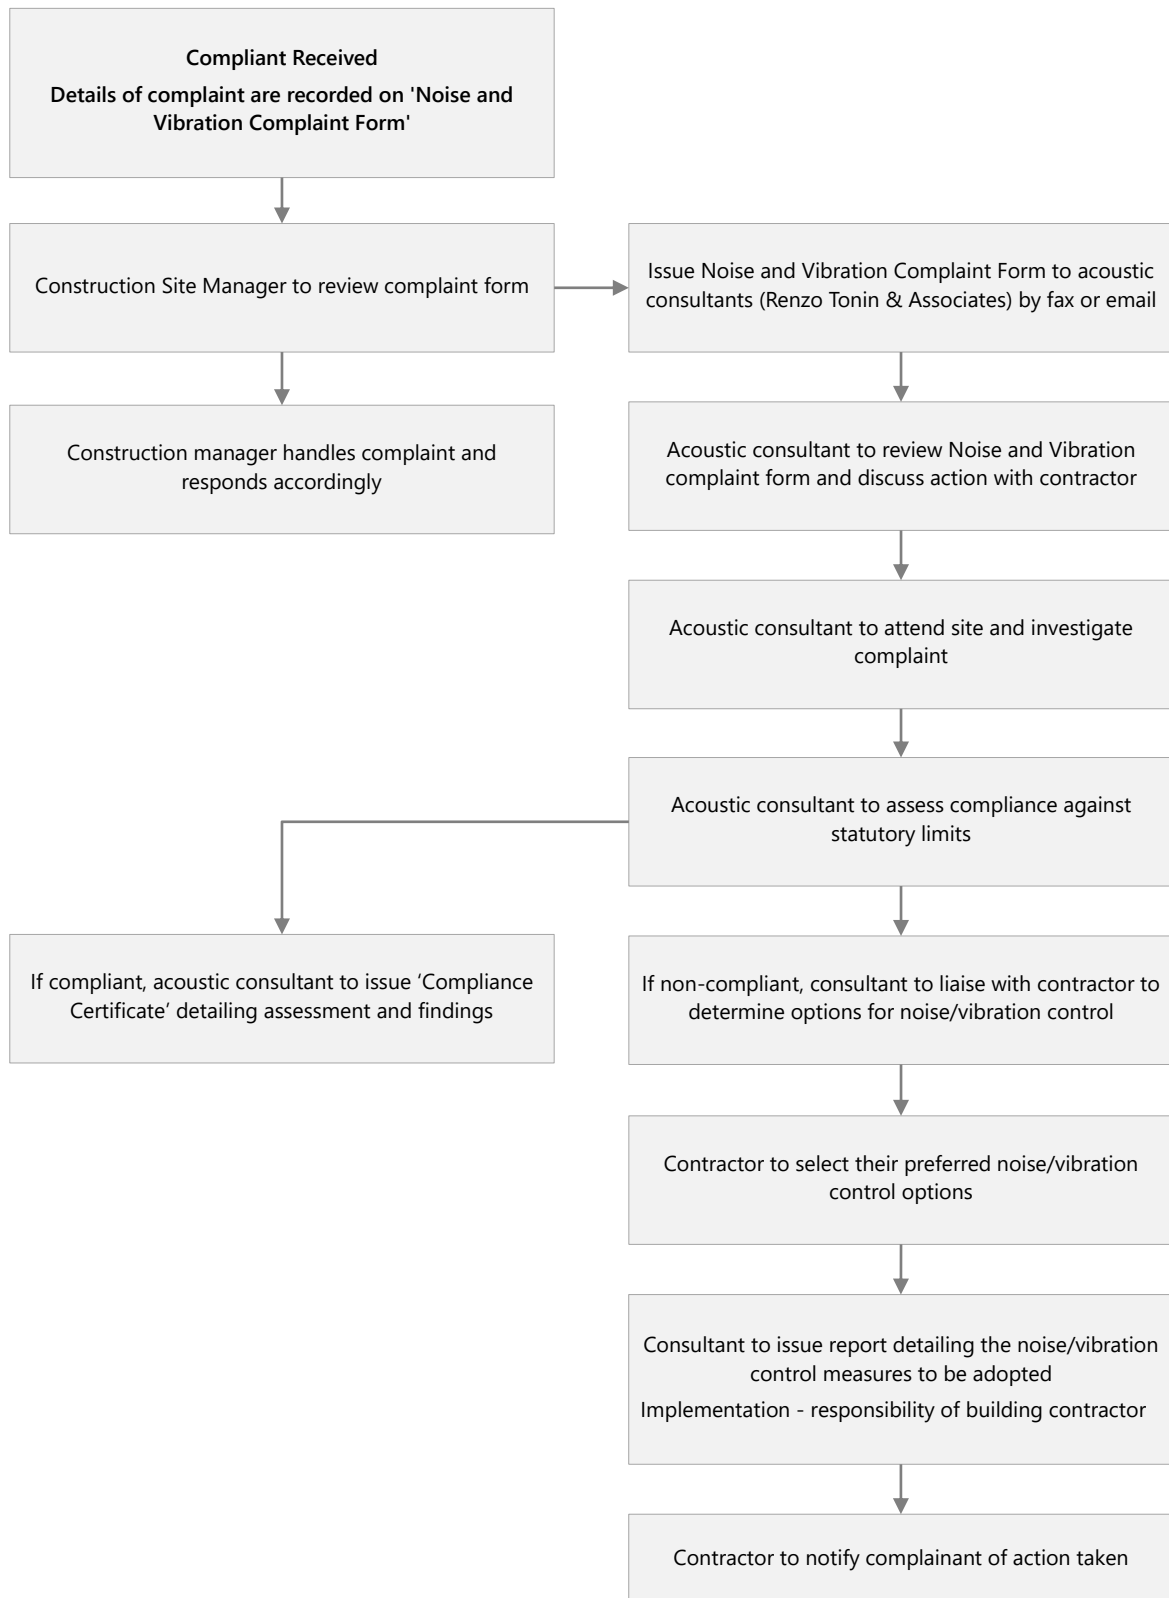 Compliant Received
Details of complaint are recorded on 'Noise and
Vibration Complaint Form'
Construction Site Manager to review complaint form
Issue Noise and Vibration Complaint Form to acoustic
consultants (Renzo Tonin & Associates) by fax or email
Construction manager handles complaint and
responds accordingly
Acoustic consultant to review Noise and Vibration
complaint form and discuss action with contractor
Acoustic consultant to attend site and investigate
complaint
Acoustic consultant to assess compliance against
statutory limits
If compliant, acoustic consultant to issue ‘Compliance
Certificate’ detailing assessment and findings
If non-compliant, consultant to liaise with contractor to
determine options for noise/vibration control
Contractor to select their preferred noise/vibration
control options
Consultant to issue report detailing the noise/vibration
control measures to be adopted
Implementation - responsibility of building contractor
Contractor to notify complainant of action taken